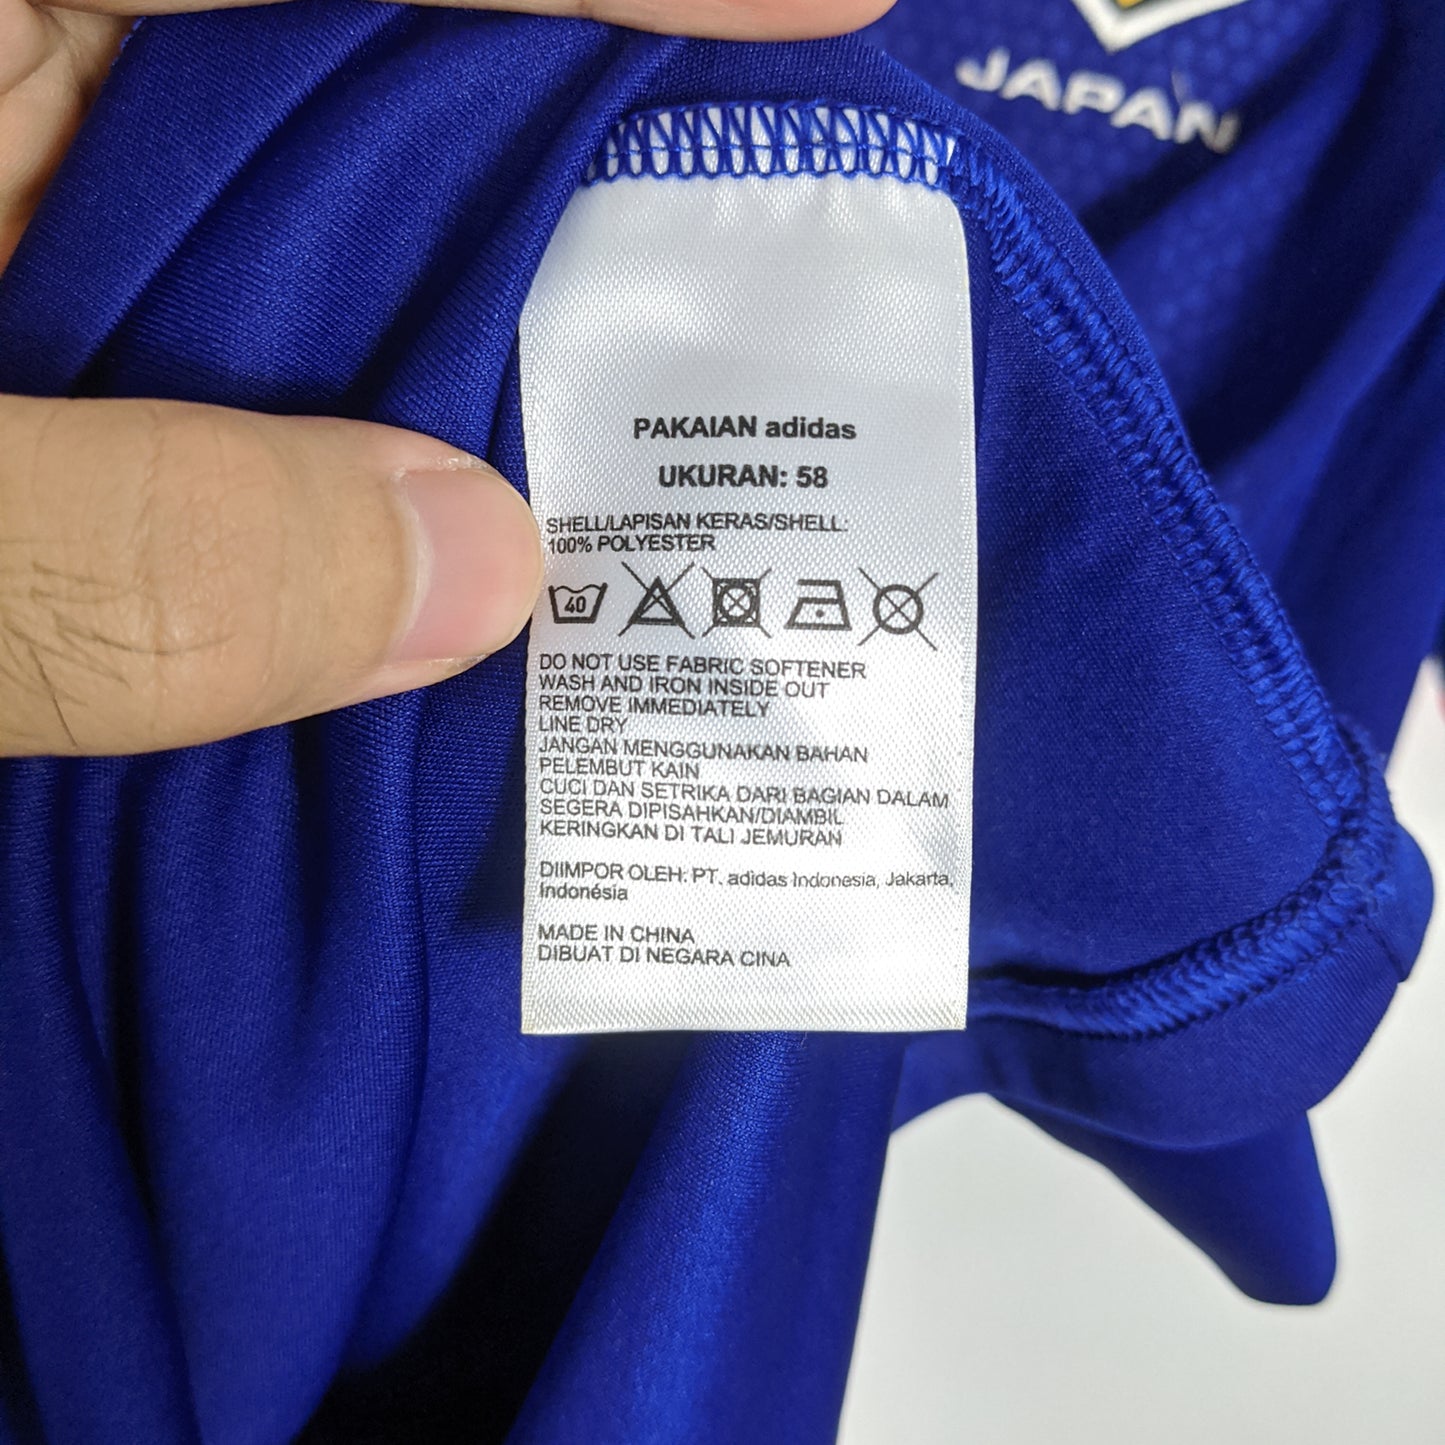 JAPAN
PAKAIAN adidas
UKURAN: 58
SHELL/LAPISAN KERAS/SHELL:
100% POLYESTER
40
DO NOT USE FABRIC SOFTENER
WASH AND IRON INSIDE OUT
REMOVE IMMEDIATELY
LINE DRY
JANGAN MENGGUNAKAN BAHAN
PELEMBUT KAIN
CUCI DAN SETRIKA DARI BAGIAN DALAM
SEGERA DIPISAHKAN/DIAMBIL
KERINGKAN DI TALI JEMURAN
DIIMPOR OLEH: PT. adidas Indonesia, Jakarta,
Indonésia
MADE IN CHINA
DIBUAT DI NEGARA CINA